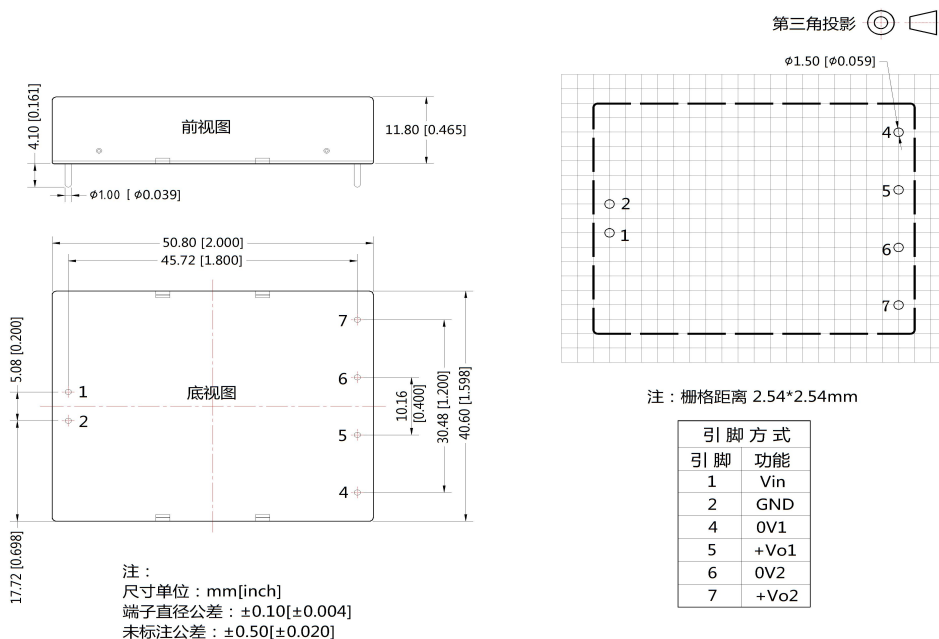 第三角投影
φ1.50 [φ0.059]
4.10 [0.161]
前视图
11.80 [0.465]
φ1.00 [ φ0.039]
4
5
2
1
6
7
50.80 [2.000]
45.72 [1.800]
7
5.08 [0.200]
6
1
底视图
2
10.16 [0.400]
30.48 [1.200]
40.60 [1.598]
5
4
17.72 [0.698]
注：栅格距离 2.54*2.54mm
引脚方式
引脚 功能
1 Vin
2 GND
4 0V1
5 +Vo1
6 0V2
7 +Vo2
注：
尺寸单位：mm[inch]
端子直径公差：±0.10[±0.004]
未标注公差：±0.50[±0.020]